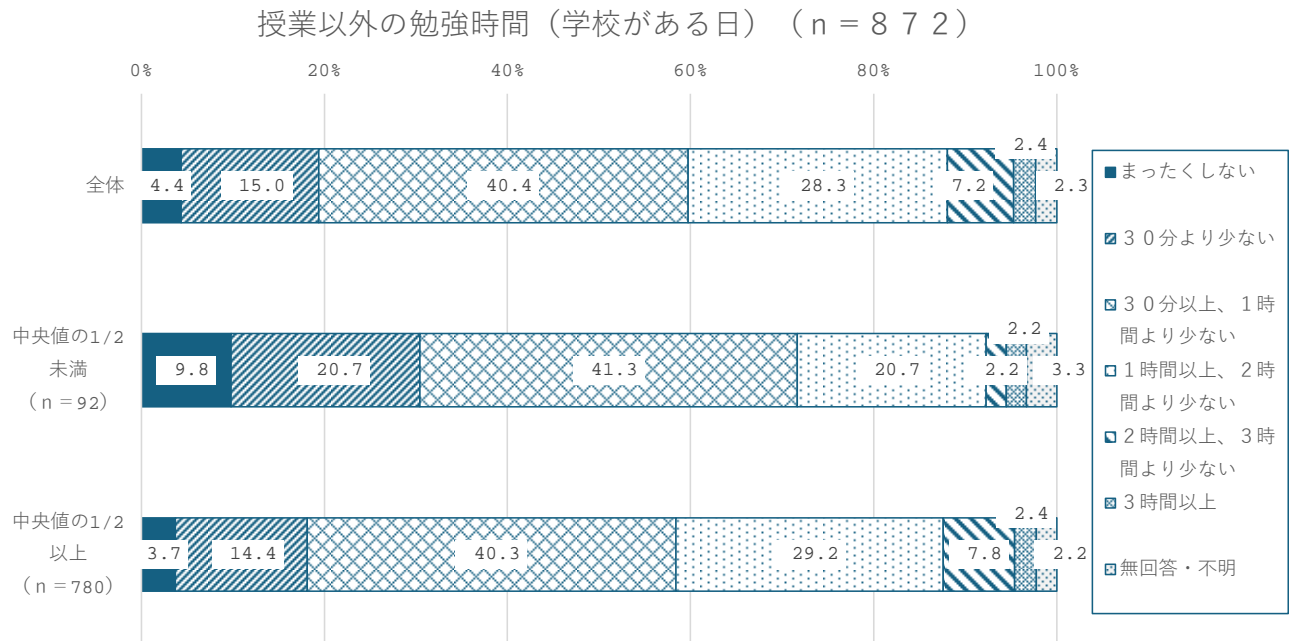 授業以外の勉強時間（学校がある日）（ｎ＝８７２）
0% 20% 40% 60% 80% 100%
全体
4.4 15.0 40.4 28.3 7.2 2.4 2.3
中央値の1/2
未満
（ｎ＝92）
9.8 20.7 41.3 20.7 2.2 2.2 3.3
中央値の1/2
以上
（ｎ＝780）
3.7 14.4 40.3 29.2 7.8 2.4 2.2
まったくしない
３０分より少ない
３０分以上、１時
間より少ない
１時間以上、２時
間より少ない
２時間以上、３時
間より少ない
３時間以上
無回答・不明